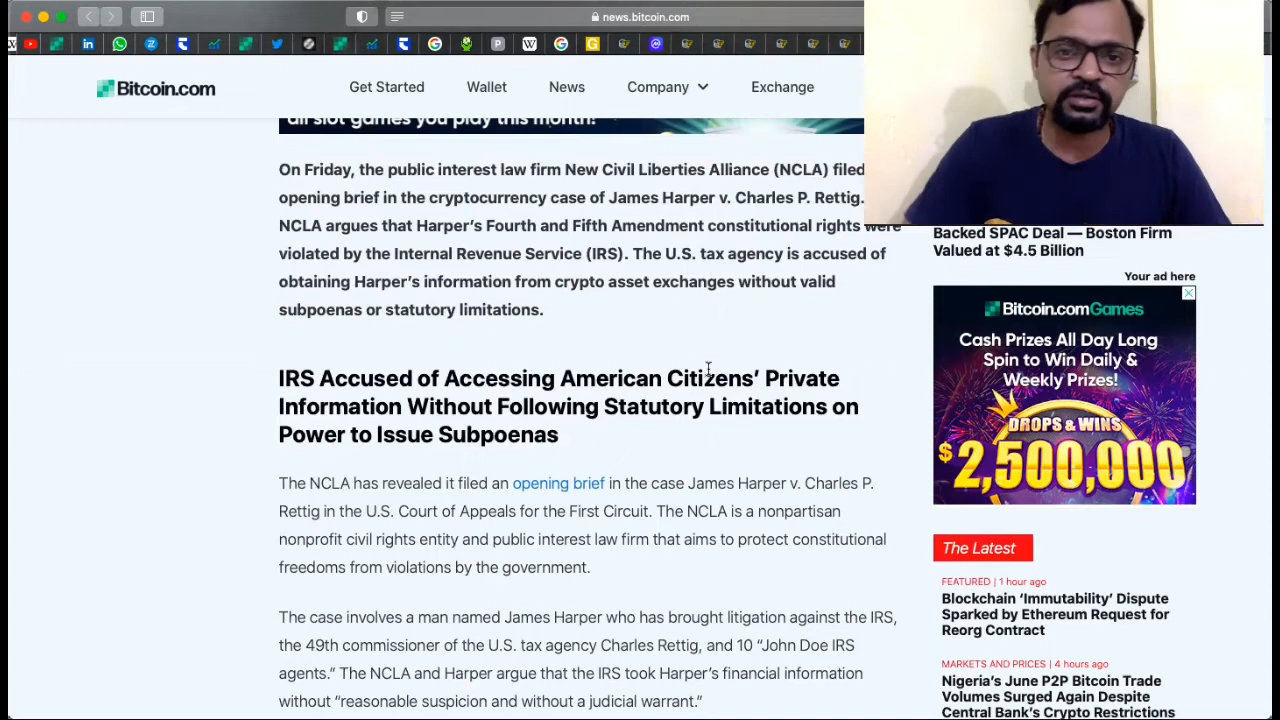 news.bitcoin.com
Bitcoin.com
Get Started
Wallet
News
Company
Exchange
all slot games you play this month!
On Friday, the public interest law firm New Civil Liberties Alliance (NCLA) filed
opening brief in the cryptocurrency case of James Harper v. Charles P. Rettig.
NCLA argues that Harper’s Fourth and Fifth Amendment constitutional rights were
violated by the Internal Revenue Service (IRS). The U.S. tax agency is accused of
obtaining Harper’s information from crypto asset exchanges without valid
subpoenas or statutory limitations.
IRS Accused of Accessing American Citizens’ Private
Information Without Following Statutory Limitations on
Power to Issue Subpoenas
The NCLA has revealed it filed an opening brief in the case James Harper v. Charles P.
Rettig in the U.S. Court of Appeals for the First Circuit. The NCLA is a nonpartisan
nonprofit civil rights entity and public interest law firm that aims to protect constitutional
freedoms from violations by the government.
The case involves a man named James Harper who has brought litigation against the IRS,
the 49th commissioner of the U.S. tax agency Charles Rettig, and 10 “John Doe IRS
agents.” The NCLA and Harper argue that the IRS took Harper’s financial information
without “reasonable suspicion and without a judicial warrant.”
Backed SPAC Deal — Boston Firm
Valued at $4.5 Billion
Your ad here
Bitcoin.com Games
Cash Prizes All Day Long
Spin to Win Daily &
Weekly Prizes!
DROPS & WINS
$2,500,000
The Latest
FEATURED | 1 hour ago
Blockchain ‘Immutability’ Dispute
Sparked by Ethereum Request for
Reorg Contract
MARKETS AND PRICES | 4 hours ago
Nigeria’s June P2P Bitcoin Trade
Volumes Surged Again Despite
Central Bank’s Crypto Restrictions